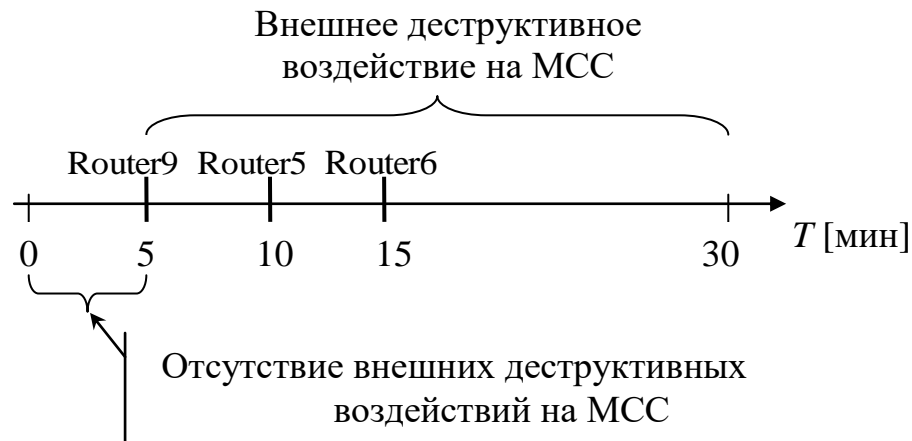 Внешнее деструктивное
воздействие на МСС
Router9 Router5 Router6
0 5 10 15 30 T [мин]
Отсутствие внешних деструктивных
воздействий на МСС